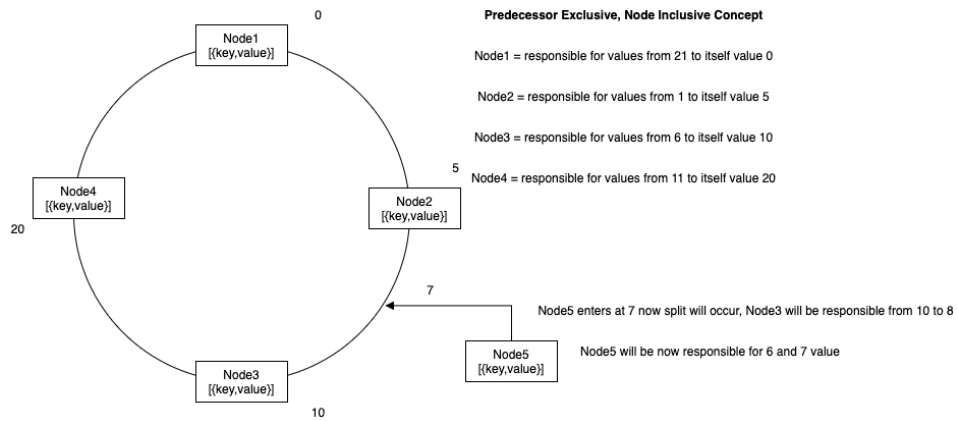 0
Predecessor Exclusive, Node Inclusive Concept
Node1
[{key,value}]
Node1 = responsible for values from 21 to itself value 0
Node2 = responsible for values from 1 to itself value 5
Node3 = responsible for values from 6 to itself value 10
5
Node4 = responsible for values from 11 to itself value 20
Node4
[{key,value}]
Node2
[{key,value}]
20
7
Node5 enters at 7 now split will occur, Node3 will be responsible from 10 to 8
Node5
[{key,value}]
Node5 will be now responsible for 6 and 7 value
Node3
[{key,value}]
10